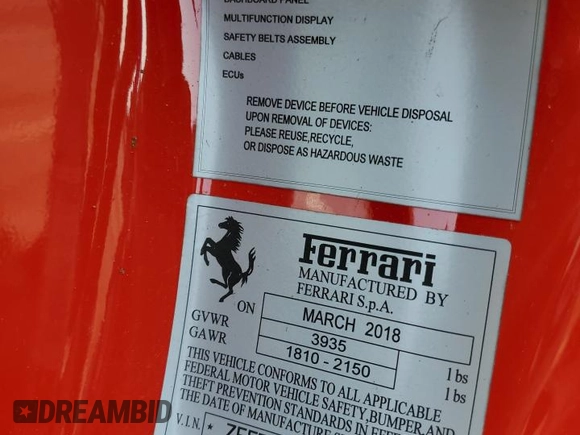 MULTIFUNCTION DISPLAY
SAFETY BELTS ASSEMBLY
CABLES
ECUs
REMOVE DEVICE BEFORE VEHICLE DISPOSAL
UPON REMOVAL OF DEVICES:
PLEASE REUSE,RECYCLE,
OR DISPOSE AS HAZARDOUS WASTE
Ferrari
MANUFACTURED BY
FERRARI S.p.A.
ON MARCH 2018
GVWR 3935 lbs
GAWR 1810 - 2150 lbs
THIS VEHICLE CONFORMS TO ALL APPLICABLE
FEDERAL MOTOR VEHICLE SAFETY, BUMPER, AND
THEFT PREVENTION STANDARDS IN
THE DATE OF MANUFACTURE
V.I.N. *
DREAMBID